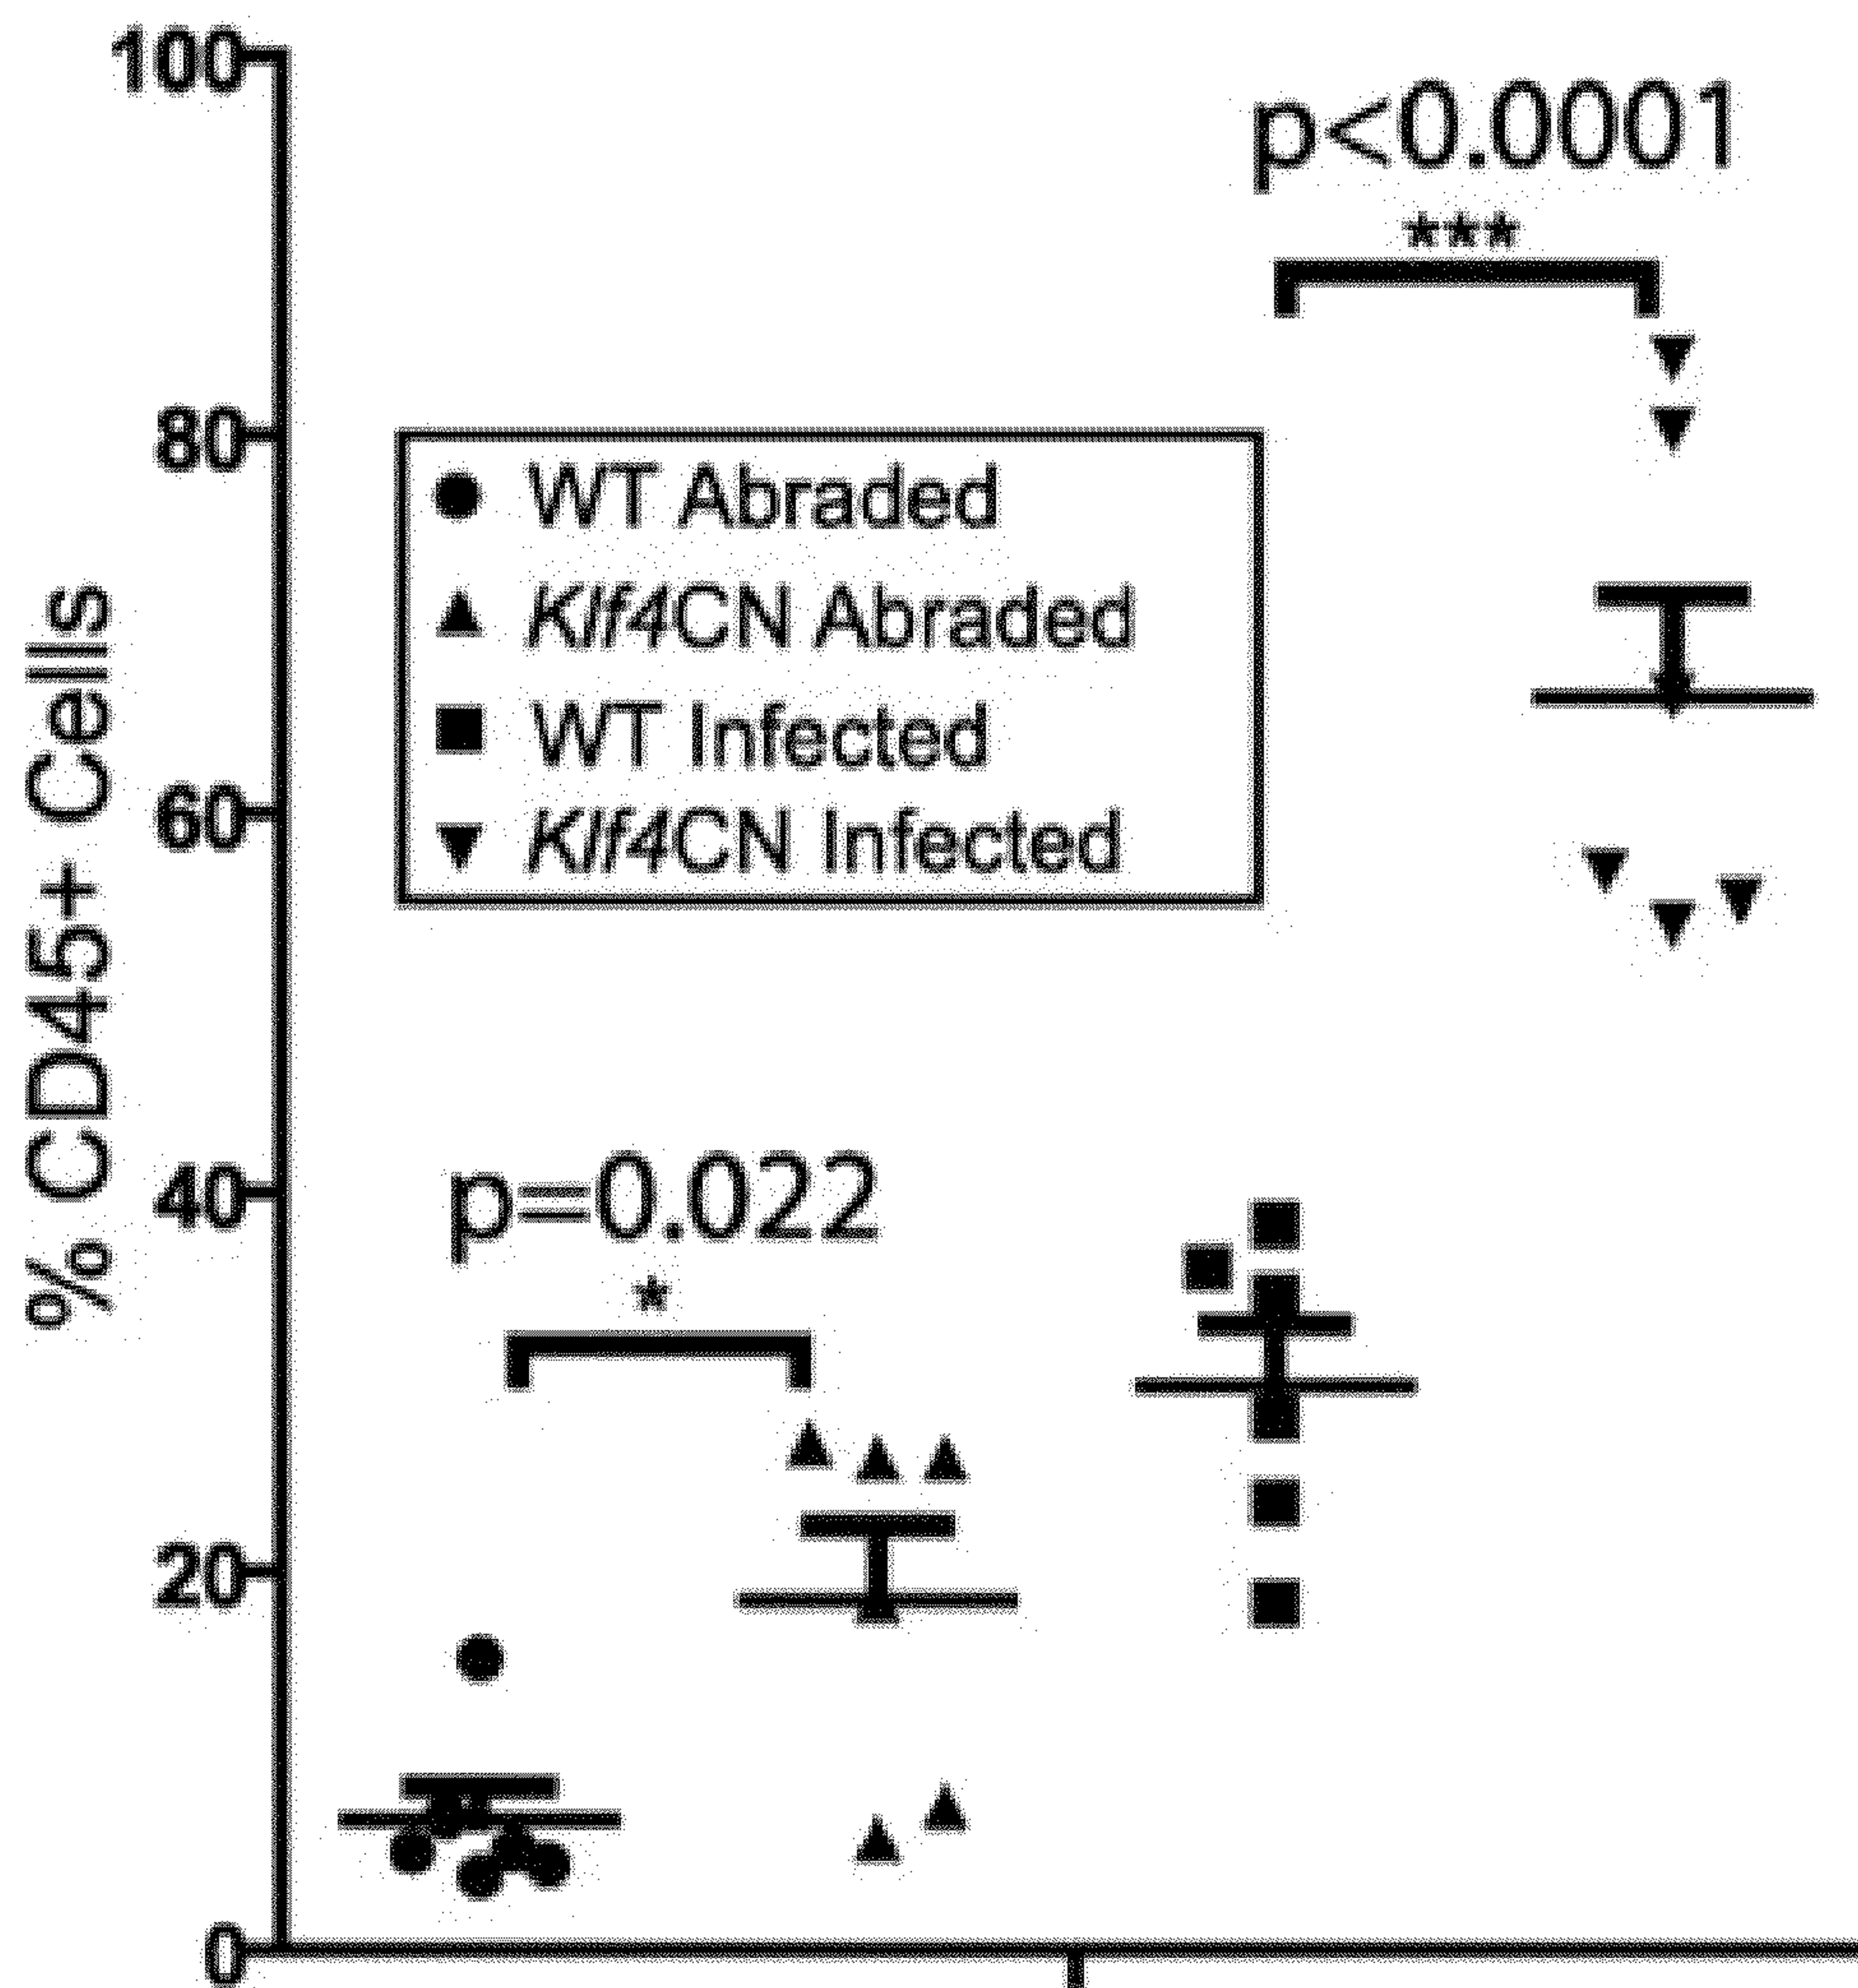 100
p<0.0001
***
80
WT Abraded
Klf4CN Abraded
WT Infected
Klf4CN Infected
60
% CD45+ Cells
40
p=0.022
*
20
0